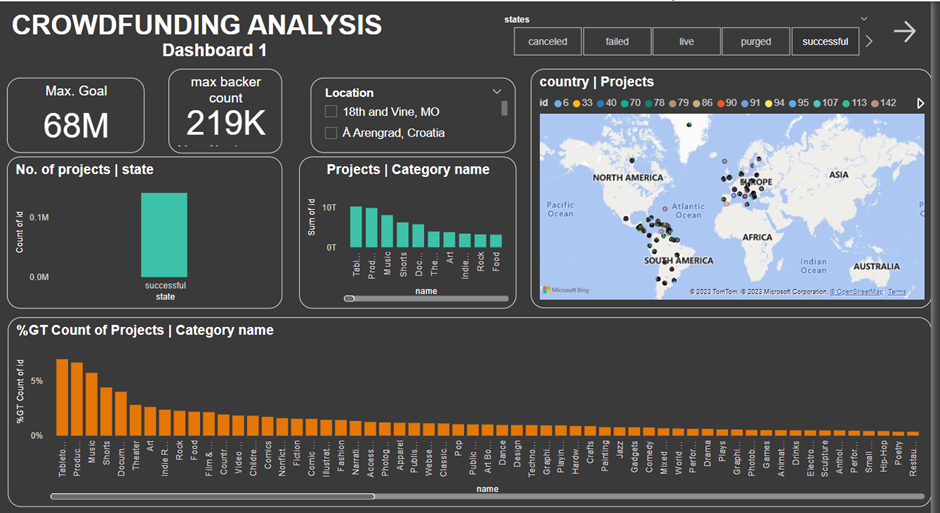 CROWDFUNDING ANALYSIS
Dashboard 1
states
canceled failed live purged successful
Max. Goal
68M
max backer
count
219K
Location
18th and Vine, MO
A Arengrad, Croatia
country | Projects
id 6 33 40 70 78 79 86 90 91 94 95 107 113 142
NORTH AMERICA
EUROPE
ASIA
Pacific
Ocean
Atlantic
Ocean
AFRICA
SOUTH AMERICA
Indian
Ocean
AUSTRALIA
Microsoft Bing
© 2023 TomTom, © 2023 Microsoft Corporation, © OpenStreetMap Terms
No. of projects | state
Count of id
0.1M
0.0M
successful
state
Projects | Category name
Sum of id
10T
0T
Tabl...
Prod...
Music
Shorts
Doc...
The...
Art
Indie...
Rock
Food
name
%GT Count of Projects | Category name
%GT Count of id
5%
0%
Tableto...
Produc...
Music
Shorts
Docum...
Theater
Art
Indie R...
Rock
Food
Film &...
Countr...
Video ...
Childre...
Comics
Nonfict...
Fiction
Comic ...
Illustrat...
Fashion
Narrati...
Access...
Photog...
Apparel
Publis...
Webse...
Classic...
Pop
Public ...
Art Bo...
Dance
Design
Techno...
Graphi...
Playin...
Hardw...
Crafts
Painting
Jazz
Gadgets
Comedy
Mixed ...
World ...
Perfor...
Drama
Plays
Graphi...
Photob...
Games
Animat...
Drinks
Electro...
Sculpture
Anthol...
Perfor...
Small ...
Hip-Hop
Poetry
Restau...
name